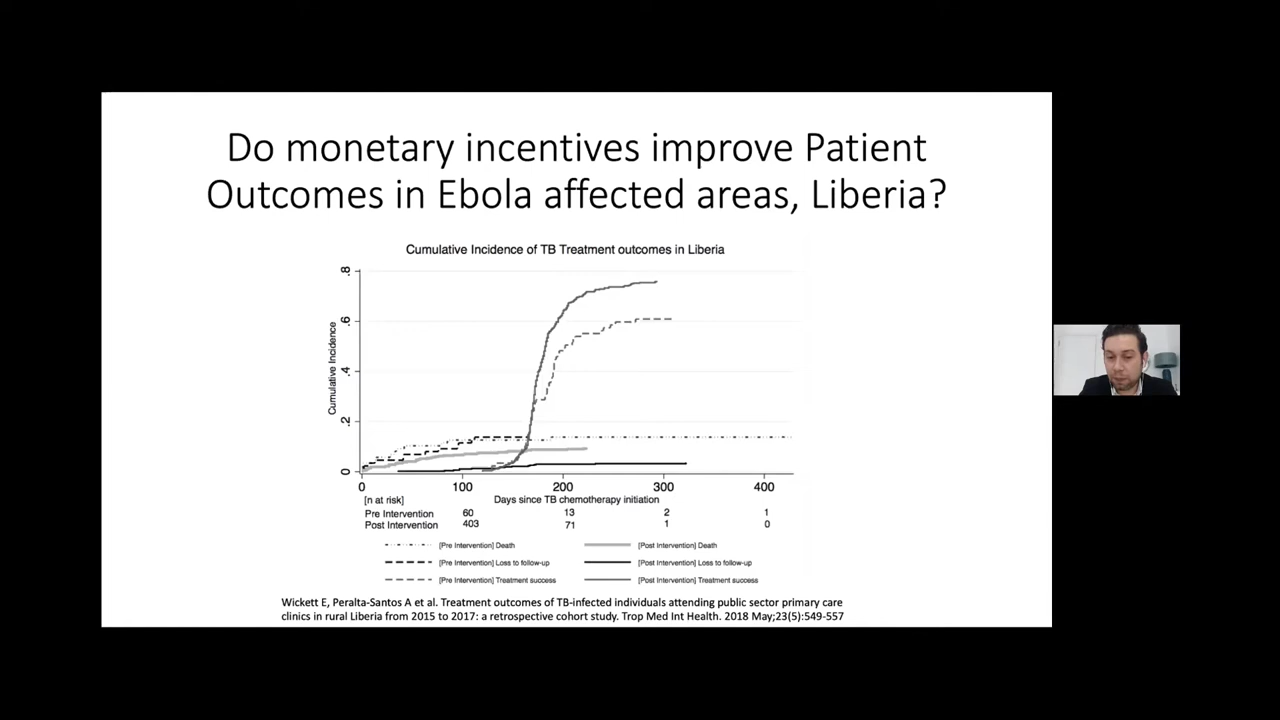 Do monetary incentives improve Patient
Outcomes in Ebola affected areas, Liberia?
Cumulative Incidence of TB Treatment outcomes in Liberia
Cumulative Incidence
.8
.6
.4
.2
0
0 100 200 300 400
[n at risk] Days since TB chemotherapy initiation
Pre Intervention 60 13 2 1
Post Intervention 403 71 1 0
[Pre Intervention] Death [Post Intervention] Death
[Pre Intervention] Loss to follow-up [Post Intervention] Loss to follow-up
[Pre Intervention] Treatment success [Post Intervention] Treatment success
Wickett E, Peralta-Santos A et al. Treatment outcomes of TB-infected individuals attending public sector primary care
clinics in rural Liberia from 2015 to 2017: a retrospective cohort study. Trop Med Int Health. 2018 May;23(5):549-557